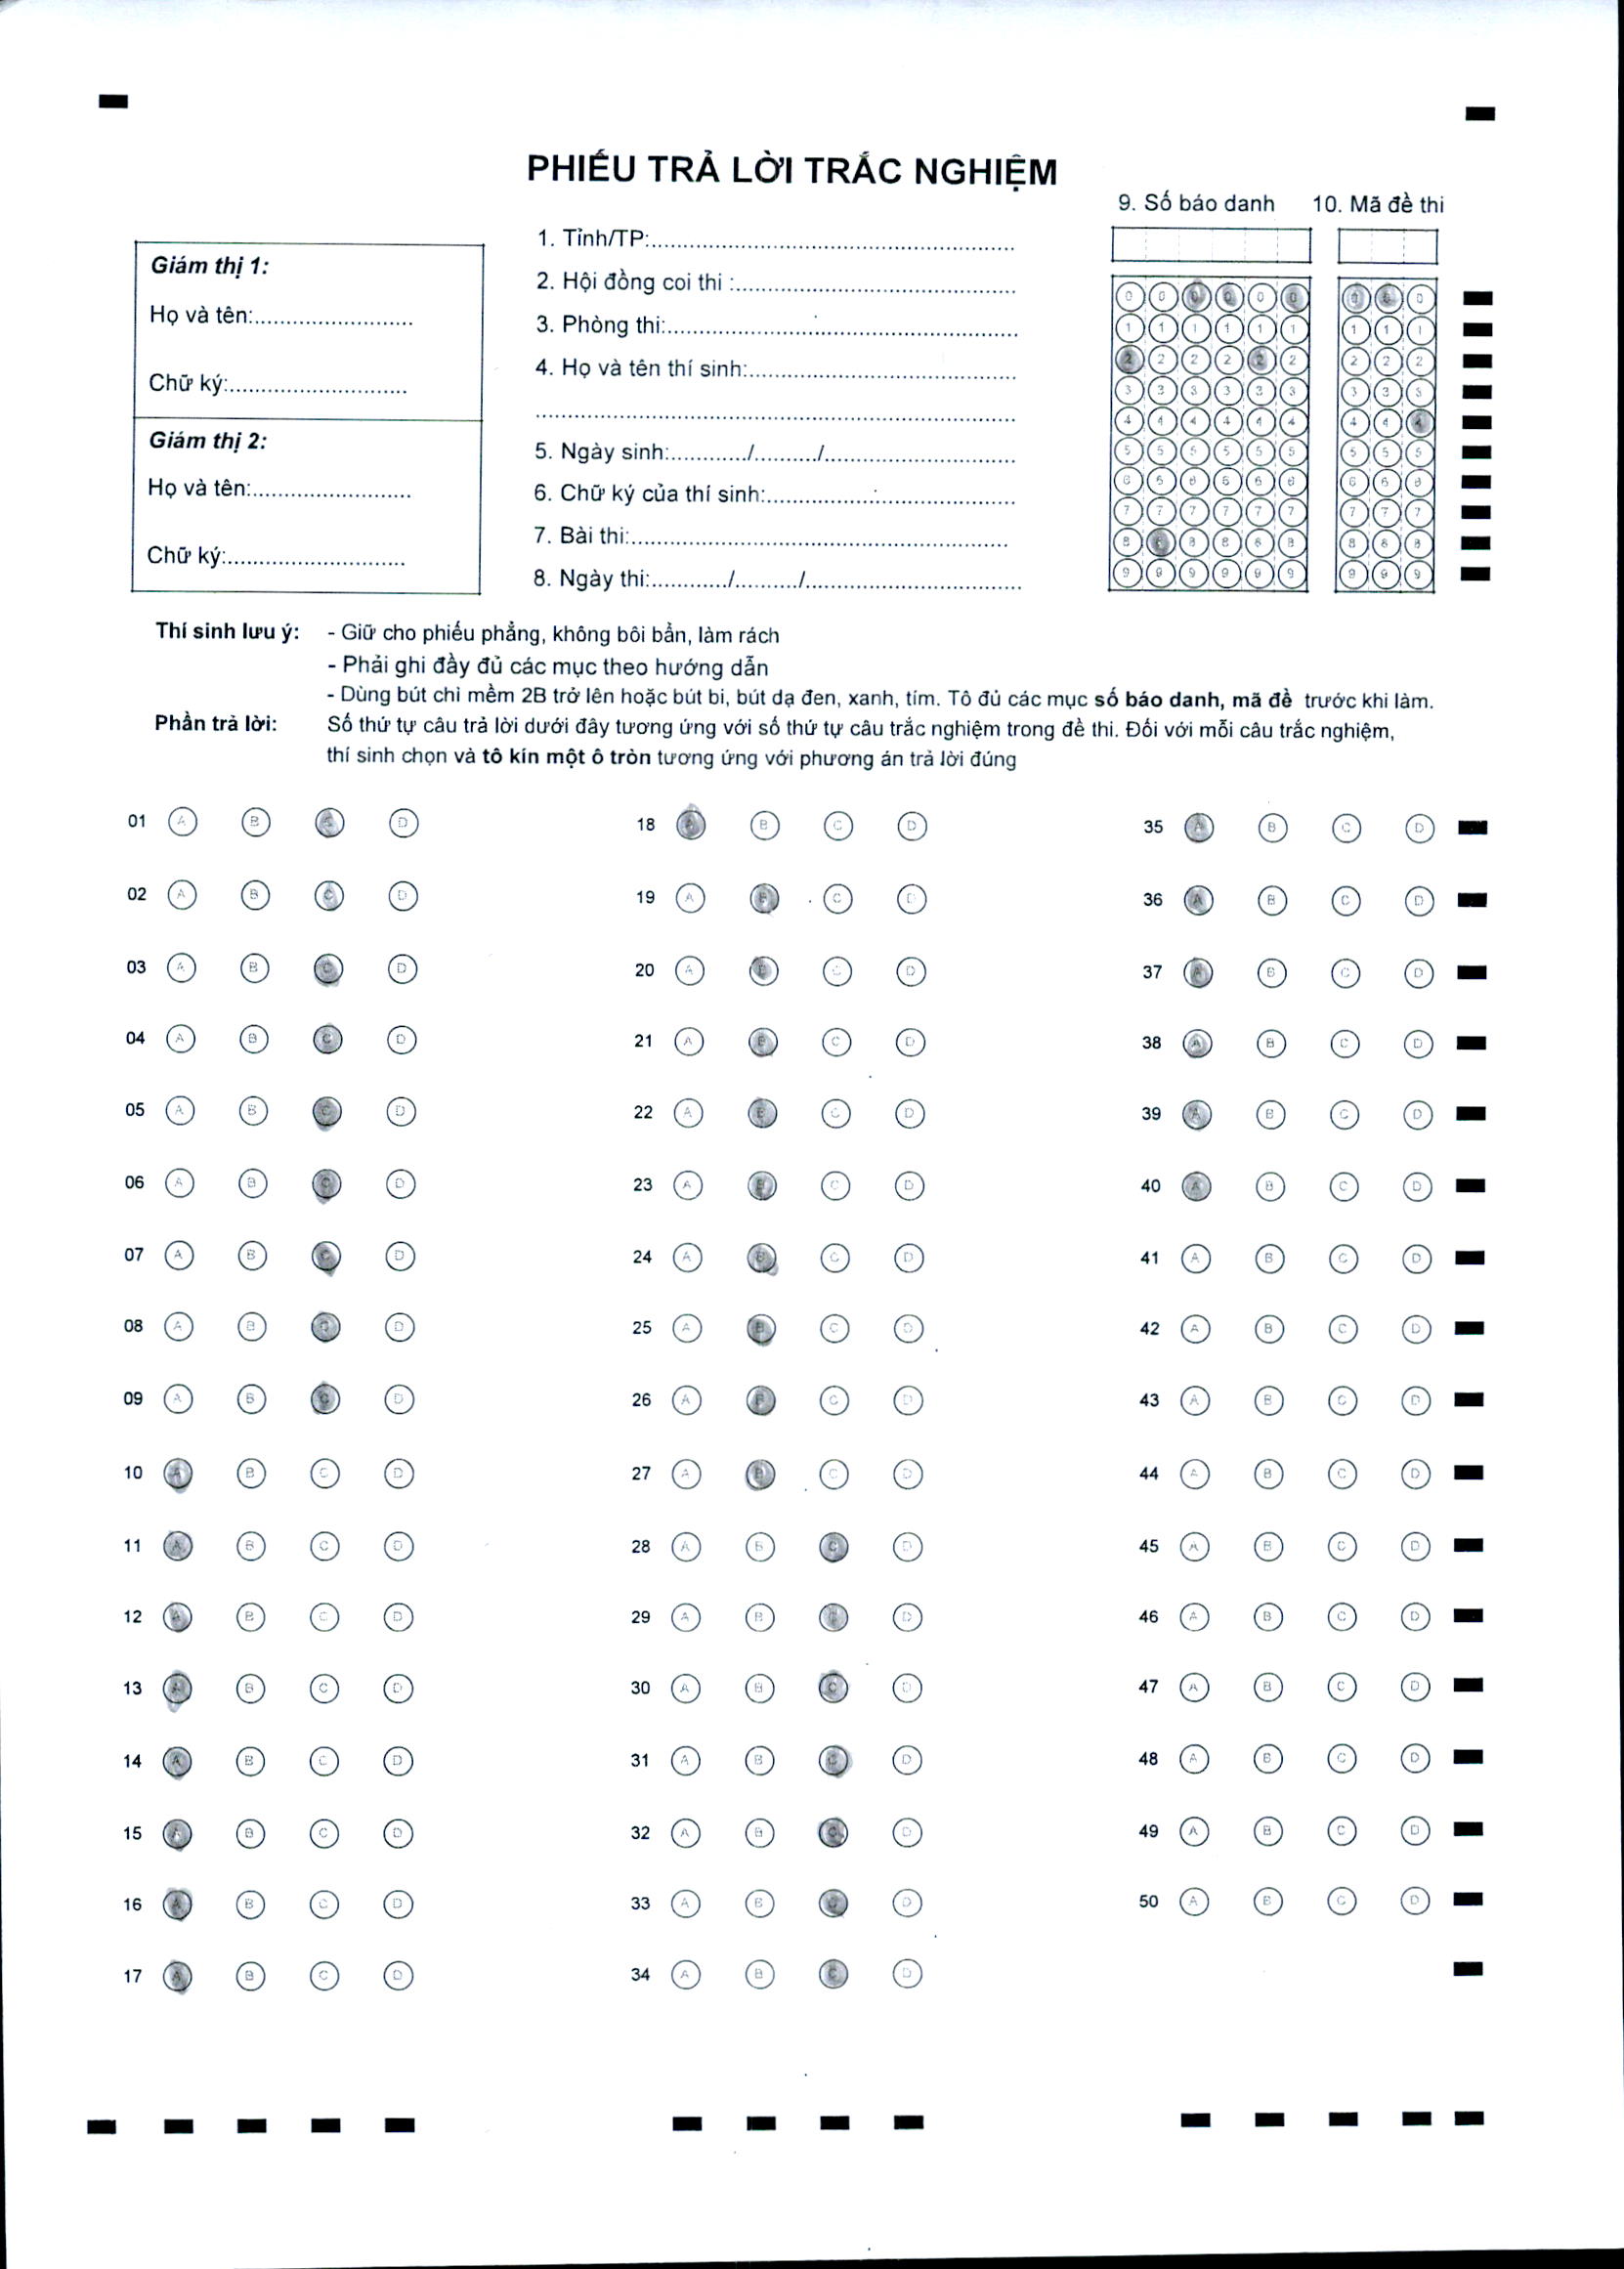 PHIẾU TRẢ LỜI TRẮC NGHIỆM
9. Số báo danh 10. Mã đề thi
Giám thị 1:
Họ và tên:.........................
Chữ ký:............................
Giám thị 2:
Họ và tên:.........................
Chữ ký:............................
1. Tỉnh/TP:..........................................................
2. Hội đồng coi thi :.............................................
3. Phòng thi:........................................................
4. Họ và tên thí sinh:..........................................
............................................................................
5. Ngày sinh:............/........../...............................
6. Chữ ký của thí sinh:........................................
7. Bài thi:............................................................
8. Ngày thi:............/........../..................................
0 0 0 0 0 0 0 0 0
1 1 1 1 1 1 1 1 1
2 2 2 2 2 2 2 2 2
3 3 3 3 3 3 3 3 3
4 4 4 4 4 4 4 4 4
5 5 5 5 5 5 5 5 5
6 6 6 6 6 6 6 6 6
7 7 7 7 7 7 7 7 7
8 8 8 8 8 8 8 8 8
9 9 9 9 9 9 9 9 9
Thí sinh lưu ý: - Giữ cho phiếu phẳng, không bôi bẩn, làm rách
- Phải ghi đầy đủ các mục theo hướng dẫn
- Dùng bút chì mềm 2B trở lên hoặc bút bi, bút dạ đen, xanh, tím. Tô đủ các mục số báo danh, mã đề trước khi làm.
Phần trả lời: Số thứ tự câu trả lời dưới đây tương ứng với số thứ tự câu trắc nghiệm trong đề thi. Đối với mỗi câu trắc nghiệm,
thí sinh chọn và tô kín một ô tròn tương ứng với phương án trả lời đúng
01 A B C D 18 A B C D 35 A B C D
02 A B C D 19 A B C D 36 A B C D
03 A B C D 20 A B C D 37 A B C D
04 A B C D 21 A B C D 38 A B C D
05 A B C D 22 A B C D 39 A B C D
06 A B C D 23 A B C D 40 A B C D
07 A B C D 24 A B C D 41 A B C D
08 A B C D 25 A B C D 42 A B C D
09 A B C D 26 A B C D 43 A B C D
10 A B C D 27 A B C D 44 A B C D
11 A B C D 28 A B C D 45 A B C D
12 A B C D 29 A B C D 46 A B C D
13 A B C D 30 A B C D 47 A B C D
14 A B C D 31 A B C D 48 A B C D
15 A B C D 32 A B C D 49 A B C D
16 A B C D 33 A B C D 50 A B C D
17 A B C D 34 A B C D